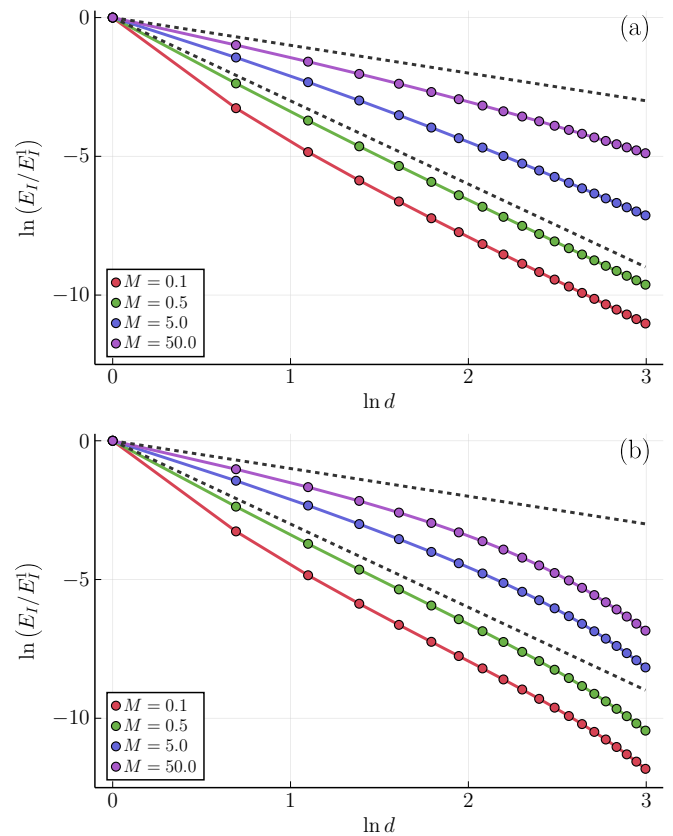 (a)
0
−5
−10
ln (E_I/E_I^1)
M = 0.1
M = 0.5
M = 5.0
M = 50.0
0 1 2 3
ln d
(b)
0
−5
−10
ln (E_I/E_I^1)
M = 0.1
M = 0.5
M = 5.0
M = 50.0
0 1 2 3
ln d